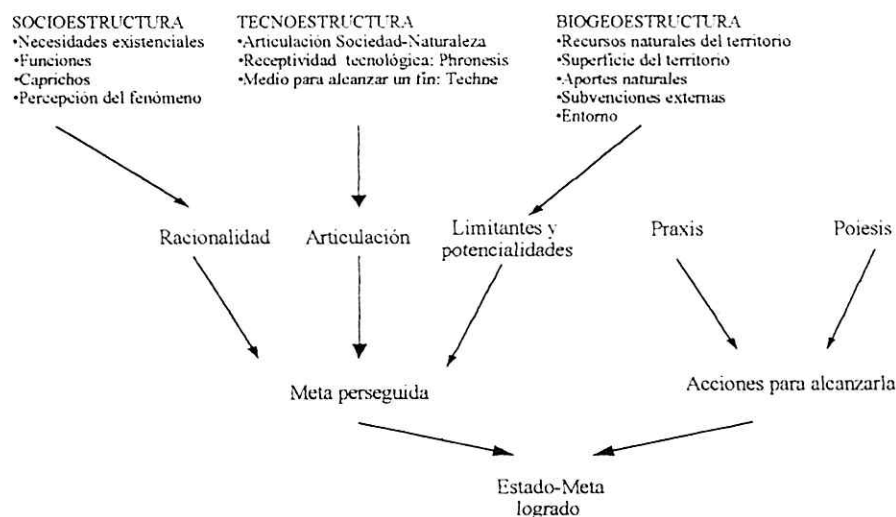 SOCIOESTRUCTURA
•Necesidades existenciales
•Funciones
•Caprichos
•Percepción del fenómeno
TECNOESTRUCTURA
•Articulación Sociedad-Naturaleza
•Receptividad tecnológica: Phronesis
•Medio para alcanzar un fin: Techne
BIOGEOESTRUCTURA
•Recursos naturales del territorio
•Superficie del territorio
•Aportes naturales
•Subvenciones externas
•Entorno
Racionalidad
Articulación
Limitantes y
potencialidades
Praxis
Poiesis
Meta perseguida
Acciones para alcanzarla
Estado-Meta
logrado